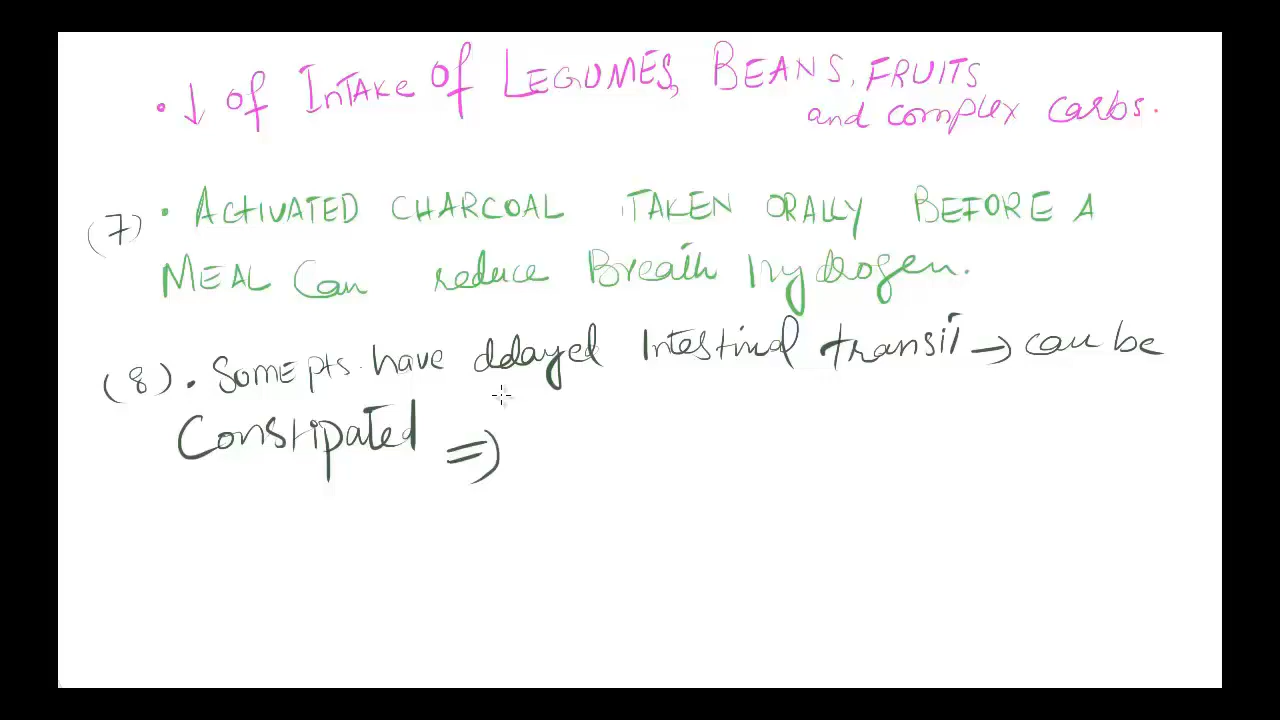 • ↓ of Intake of LEGUMES, BEANS, FRUITS
and complex carbs.
(7) • ACTIVATED CHARCOAL TAKEN ORALLY BEFORE A
MEAL Can reduce Breath Hydrogen.
(8). • Some pts. have delayed Intestinal transit → can be
Constipated ⇒